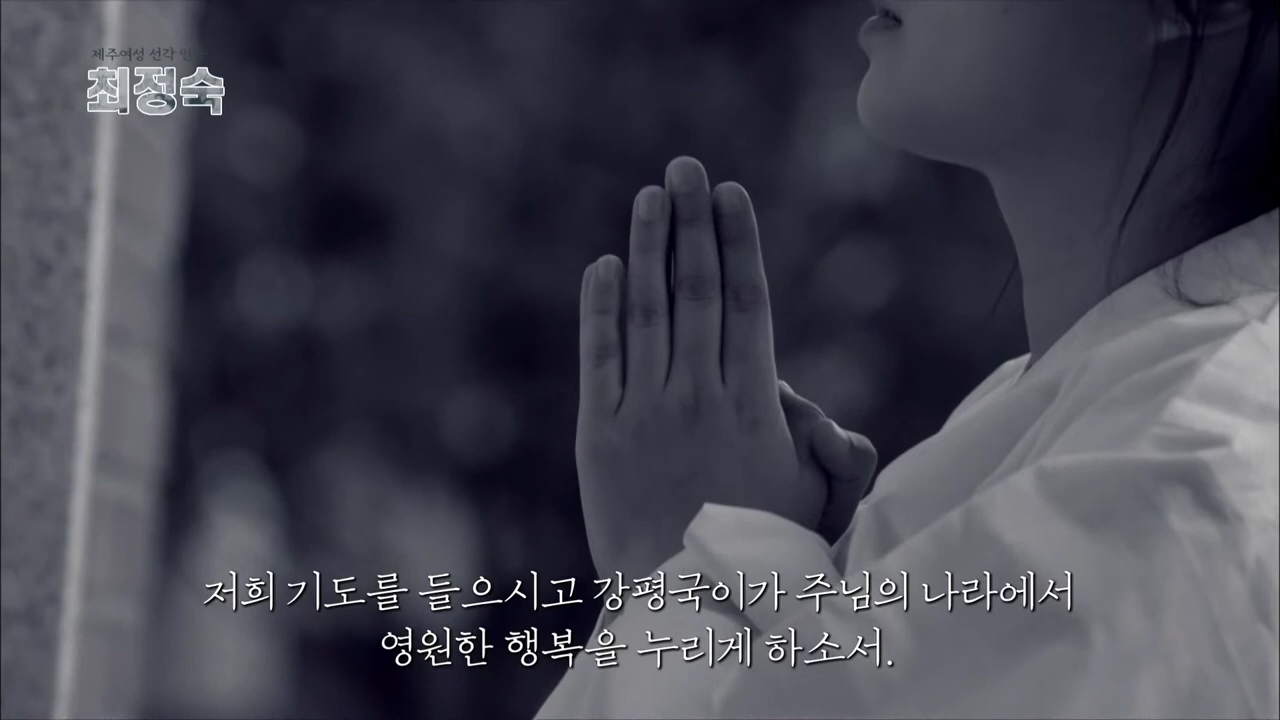 제주여성 선각
최정숙
저희 기도를 들으시고 강평국이가 주님의 나라에서
영원한 행복을 누리게 하소서.